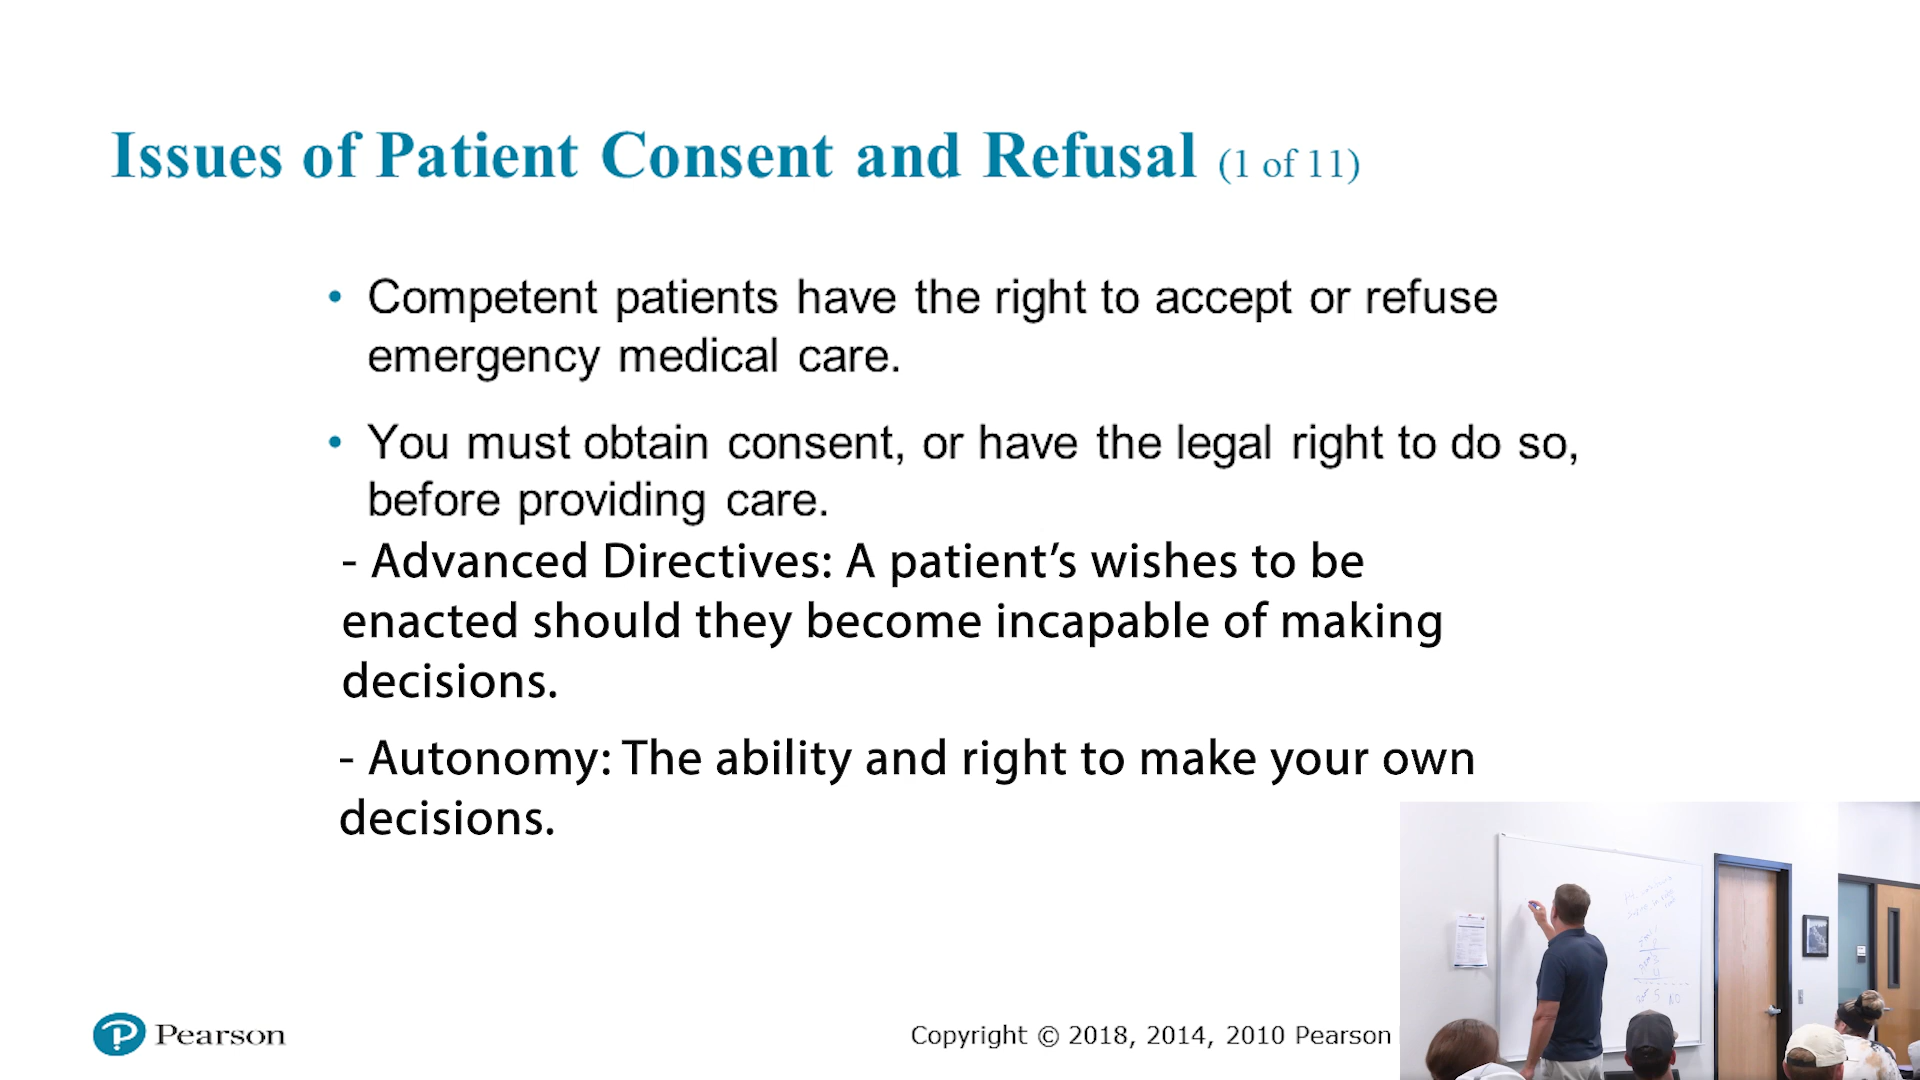 Issues of Patient Consent and Refusal (1 of 11)
• Competent patients have the right to accept or refuse
emergency medical care.
• You must obtain consent, or have the legal right to do so,
before providing care.
- Advanced Directives: A patient’s wishes to be
enacted should they become incapable of making
decisions.
- Autonomy: The ability and right to make your own
decisions.
Pearson
Copyright © 2018, 2014, 2010 Pearson